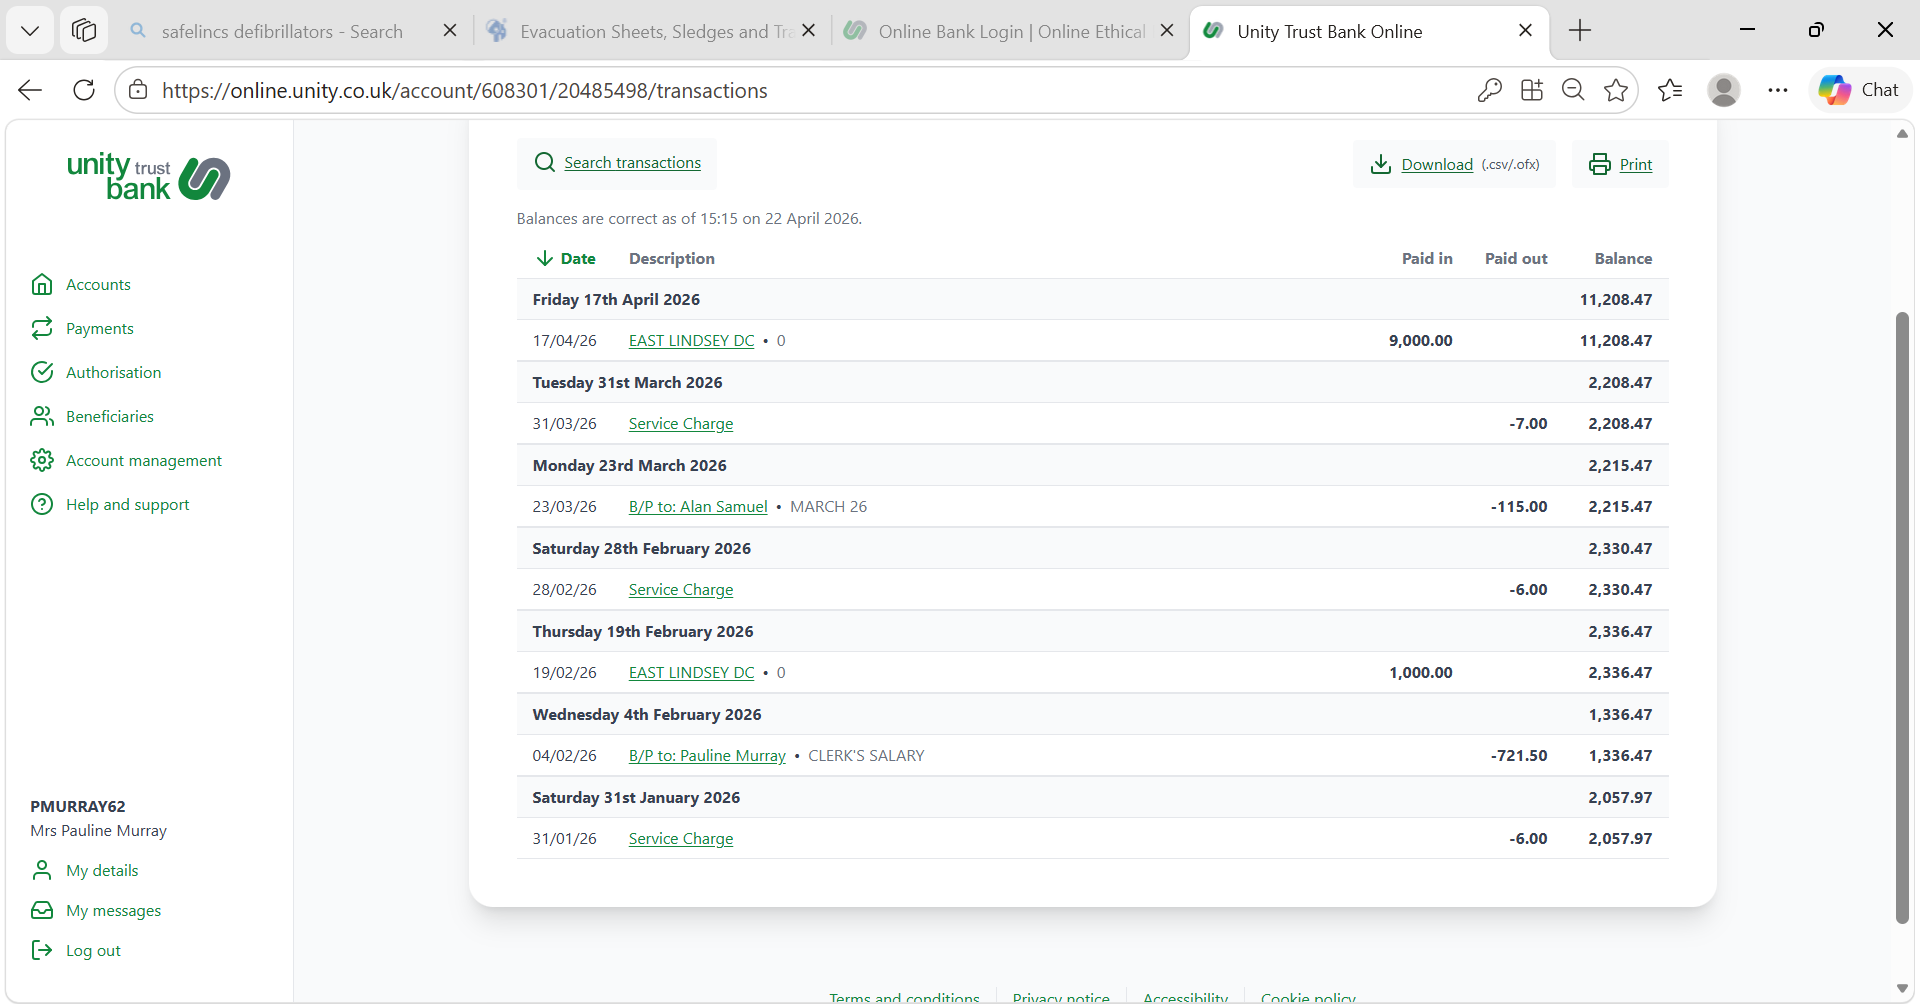 safelincs defibrillators - Search
Evacuation Sheets, Sledges and Tra
Online Bank Login | Online Ethical
Unity Trust Bank Online
https://online.unity.co.uk/account/608301/20485498/transactions
Chat
unity trust bank
Accounts
Payments
Authorisation
Beneficiaries
Account management
Help and support
PMURRAY62
Mrs Pauline Murray
My details
My messages
Log out
Search transactions
Download (.csv/.ofx)
Print
Balances are correct as of 15:15 on 22 April 2026.
Date Description Paid in Paid out Balance
Friday 17th April 2026 11,208.47
17/04/26 EAST LINDSEY DC • 0 9,000.00 11,208.47
Tuesday 31st March 2026 2,208.47
31/03/26 Service Charge -7.00 2,208.47
Monday 23rd March 2026 2,215.47
23/03/26 B/P to: Alan Samuel • MARCH 26 -115.00 2,215.47
Saturday 28th February 2026 2,330.47
28/02/26 Service Charge -6.00 2,330.47
Thursday 19th February 2026 2,336.47
19/02/26 EAST LINDSEY DC • 0 1,000.00 2,336.47
Wednesday 4th February 2026 1,336.47
04/02/26 B/P to: Pauline Murray • CLERK'S SALARY -721.50 1,336.47
Saturday 31st January 2026 2,057.97
31/01/26 Service Charge -6.00 2,057.97
Terms and conditions Privacy notice Accessibility Cookie policy